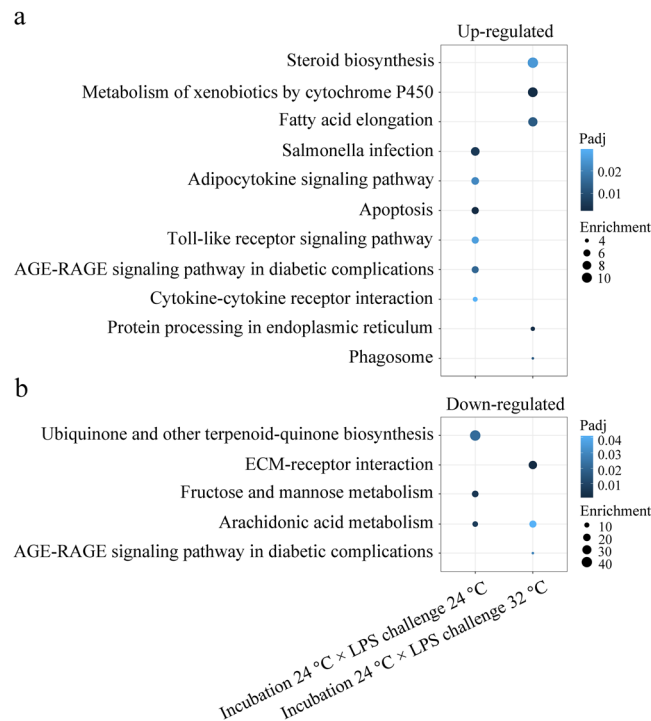 a
Up-regulated
Steroid biosynthesis
Metabolism of xenobiotics by cytochrome P450
Fatty acid elongation
Salmonella infection
Adipocytokine signaling pathway
Apoptosis
Toll-like receptor signaling pathway
AGE-RAGE signaling pathway in diabetic complications
Cytokine-cytokine receptor interaction
Protein processing in endoplasmic reticulum
Phagosome
Padj
0.02
0.01
Enrichment
4
6
8
10
b
Down-regulated
Ubiquinone and other terpenoid-quinone biosynthesis
ECM-receptor interaction
Fructose and mannose metabolism
Arachidonic acid metabolism
AGE-RAGE signaling pathway in diabetic complications
Padj
0.04
0.03
0.02
0.01
Enrichment
10
20
30
40
Incubation 24 °C × LPS challenge 24 °C
Incubation 24 °C × LPS challenge 32 °C